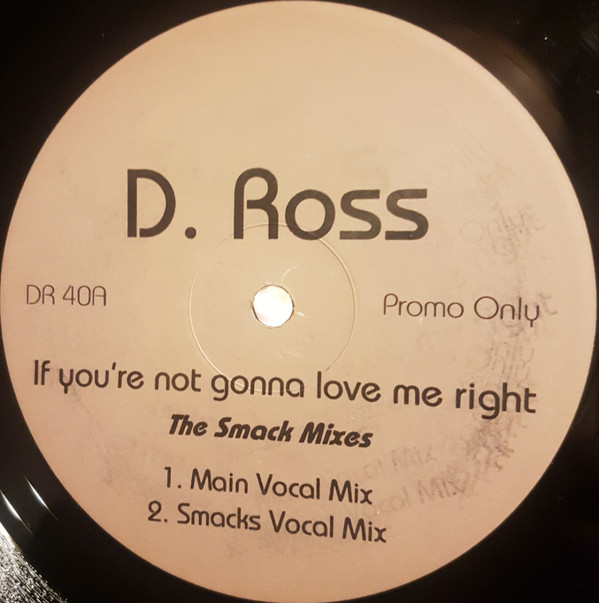 D. Ross
DR 40A
Promo Only
If you're not gonna love me right
The Smack Mixes
1. Main Vocal Mix
2. Smacks Vocal Mix